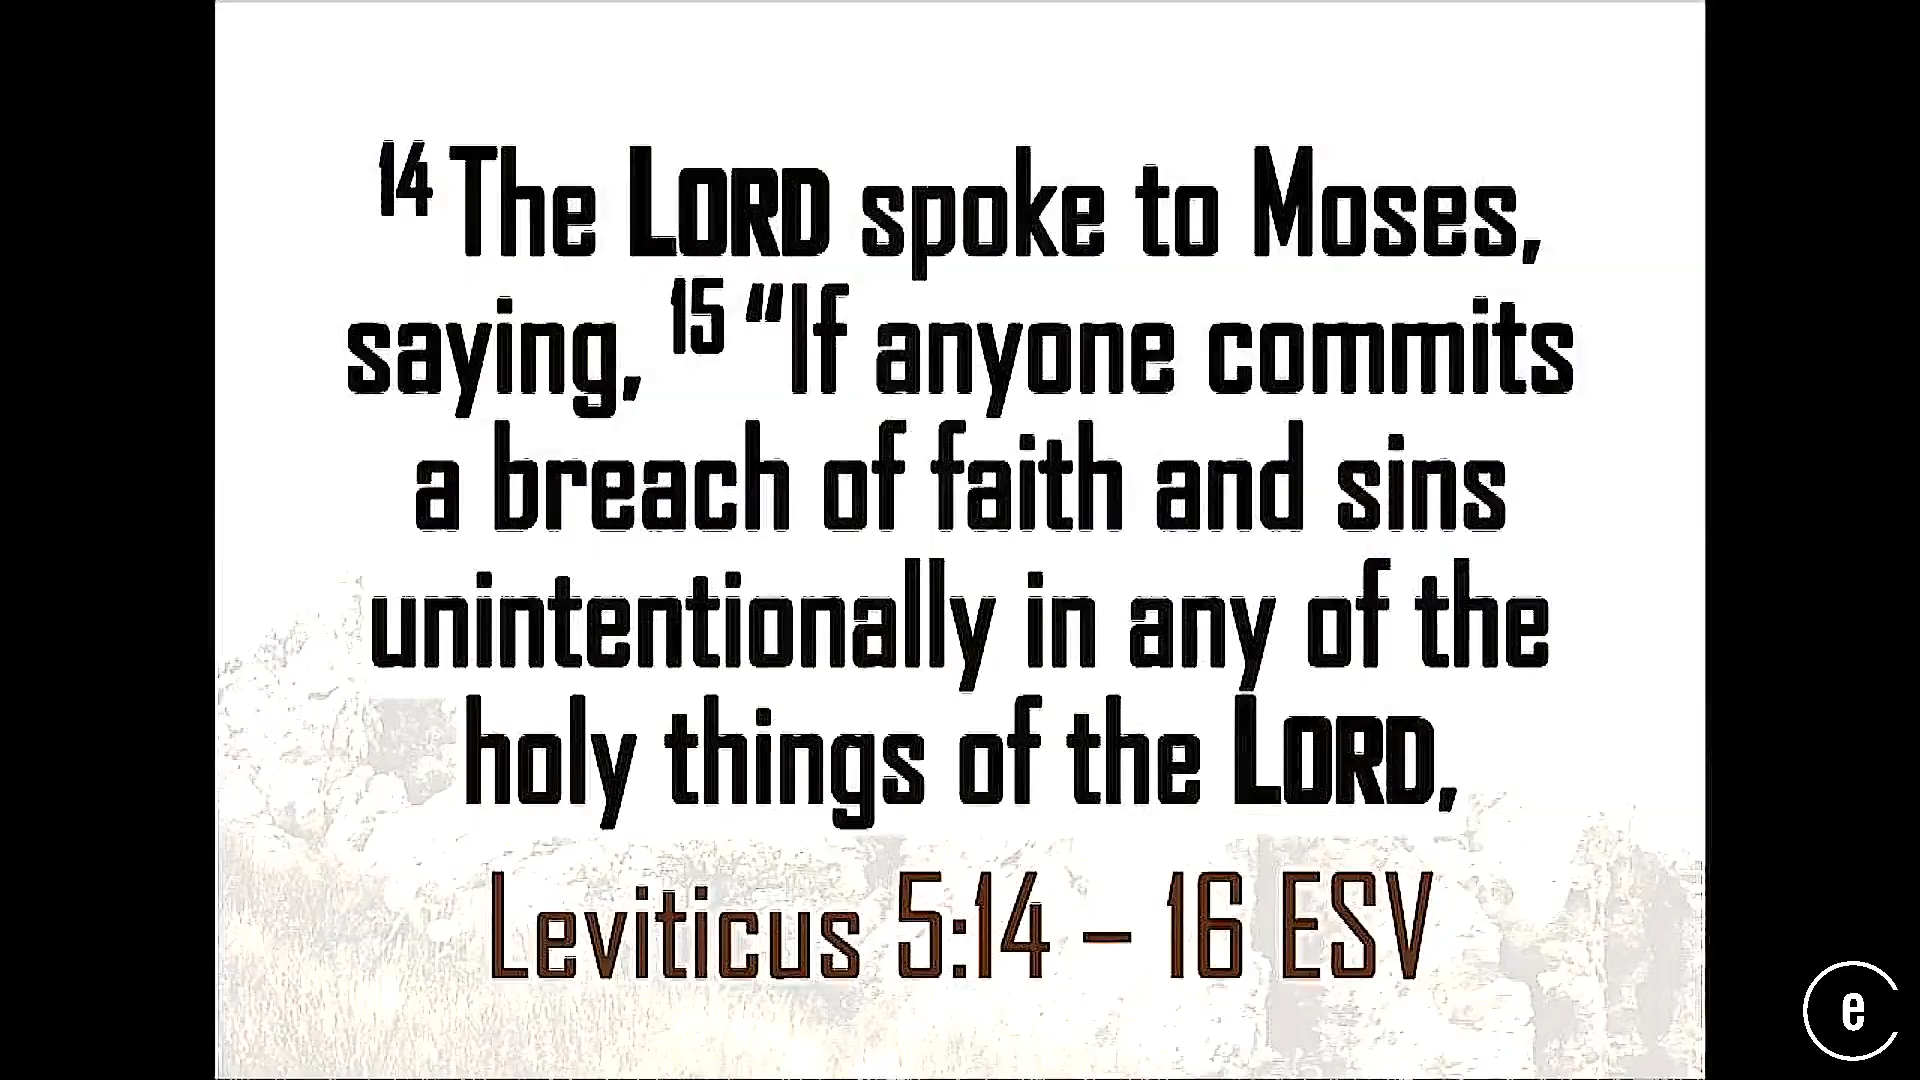 14 The LORD spoke to Moses,
saying, 15 “If anyone commits
a breach of faith and sins
unintentionally in any of the
holy things of the LORD,
Leviticus 5:14 – 16 ESV
e